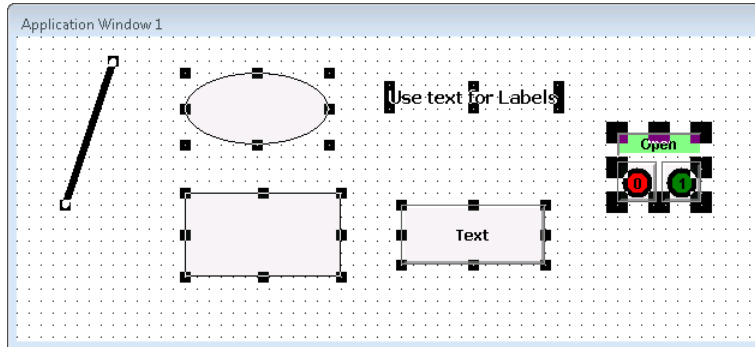 Application Window 1
Use text for Labels
Open
0 1
Text